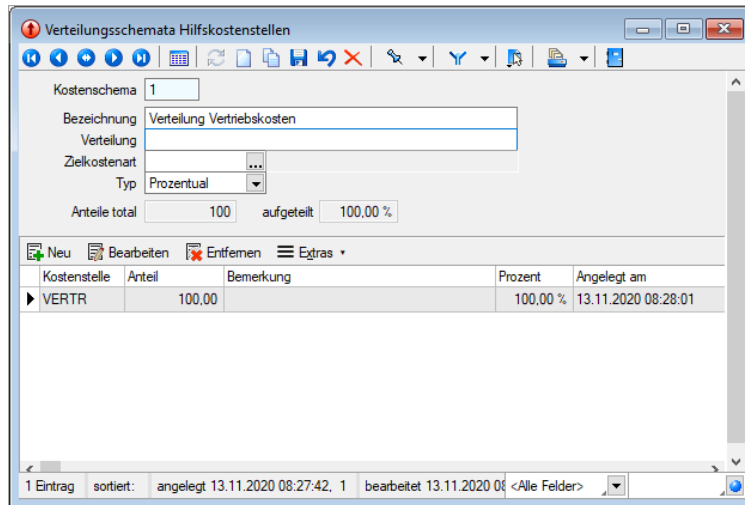 Verteilungsschemata Hilfskostenstellen
Kostenschema 1
Bezeichnung Verteilung Vertriebskosten
Verteilung
Zielkostenart ...
Typ Prozentual
Anteile total 100 aufgeteilt 100,00 %
Neu Bearbeiten Entfernen Extras
Kostenstelle Anteil Bemerkung Prozent Angelegt am
VERTR 100,00 100,00 % 13.11.2020 08:28:01
1 Eintrag sortiert: angelegt 13.11.2020 08:27:42, 1 bearbeitet 13.11.2020 08 <Alle Felder>